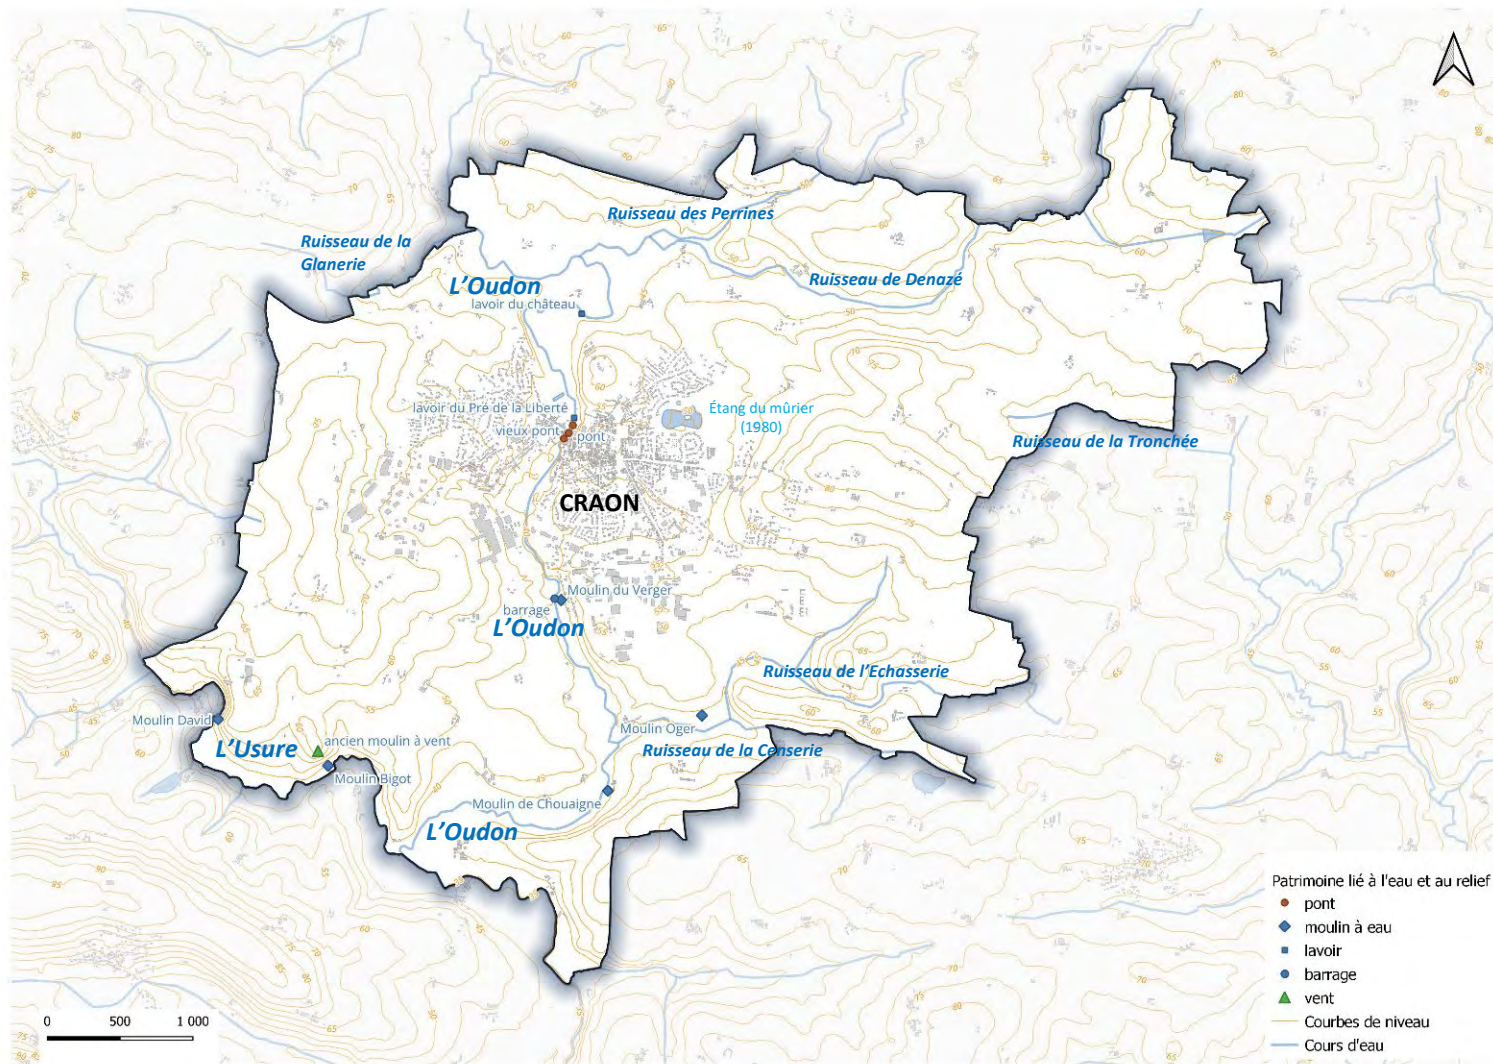 Ruisseau des Perrines
Ruisseau de la
Glanerie
L'Oudon
Ruisseau de Denazé
lavoir du château
lavoir du Pré de la Liberté
Étang du mûrier
(1980)
vieux pont
pont
Ruisseau de la Tronchée
CRAON
Moulin du Verger
barrage
L'Oudon
Ruisseau de l'Echasserie
Moulin David
Moulin Oger
L'Usure
ancien moulin à vent
Ruisseau de la Censerie
Moulin Bigot
Moulin de Chouaigne
L'Oudon
Patrimoine lié à l'eau et au relief
pont
moulin à eau
lavoir
barrage
vent
Courbes de niveau
Cours d'eau
0 500 1 000